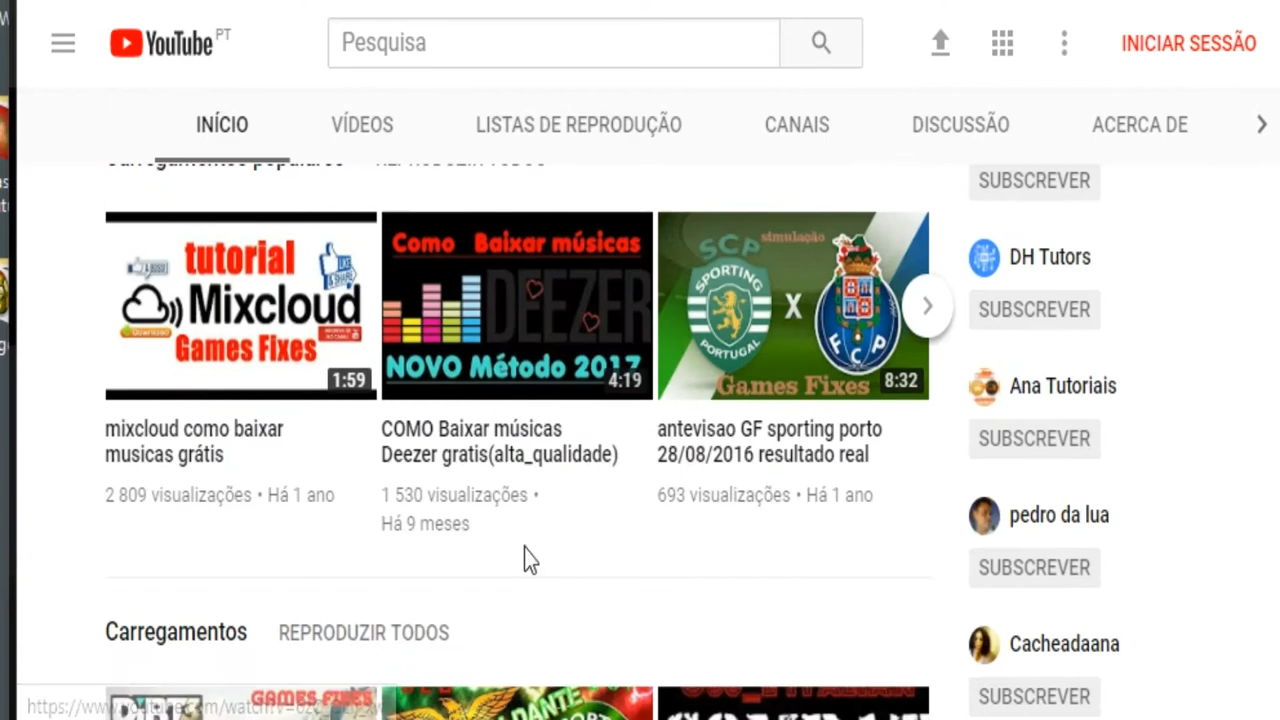 YouTube PT
Pesquisa
INICIAR SESSÃO
INÍCIO
VÍDEOS
LISTAS DE REPRODUÇÃO
CANAIS
DISCUSSÃO
ACERCA DE
Carregamentos populares REPRODUZIR TODOS
tutorial
Mixcloud
Games Fixes
1:59
mixcloud como baixar
musicas grátis
2 809 visualizações • Há 1 ano
Como Baixar músicas
DEEZER
NOVO Método 2017
4:19
COMO Baixar músicas
Deezer gratis(alta_qualidade)
1 530 visualizações •
Há 9 meses
SCP simulação
SPORTING
X
PORTUGAL
FCP
Games Fixes
8:32
antevisao GF sporting porto
28/08/2016 resultado real
693 visualizações • Há 1 ano
SUBSCREVER
DH Tutors
SUBSCREVER
Ana Tutoriais
SUBSCREVER
pedro da lua
SUBSCREVER
Cacheadaana
SUBSCREVER
Carregamentos REPRODUZIR TODOS
GAMES FIXES